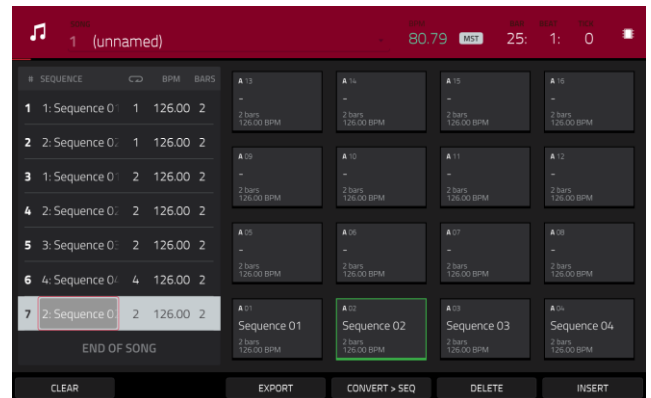 1 (unnamed) 80.79 MST 25: 1: 0
# SEQUENCE BPM BARS
1 1: Sequence 01 1 126.00 2
2 2: Sequence 02 1 126.00 2
3 1: Sequence 01 2 126.00 2
4 2: Sequence 02 2 126.00 2
5 3: Sequence 03 2 126.00 2
6 4: Sequence 04 4 126.00 2
7 2: Sequence 0 2 126.00 2
END OF SONG
A 13 A 14 A 15 A 16
- - - -
2 bars 2 bars 2 bars 2 bars
126.00 BPM 126.00 BPM 126.00 BPM 126.00 BPM
A 09 A 10 A 11 A 12
- - - -
2 bars 2 bars 2 bars 2 bars
126.00 BPM 126.00 BPM 126.00 BPM 126.00 BPM
A 05 A 06 A 07 A 08
- - - -
2 bars 2 bars 2 bars 2 bars
126.00 BPM 126.00 BPM 126.00 BPM 126.00 BPM
A 01 A 02 A 03 A 04
Sequence 01 Sequence 02 Sequence 03 Sequence 04
2 bars 2 bars 2 bars 2 bars
126.00 BPM 126.00 BPM 126.00 BPM 126.00 BPM
CLEAR EXPORT CONVERT > SEQ DELETE INSERT